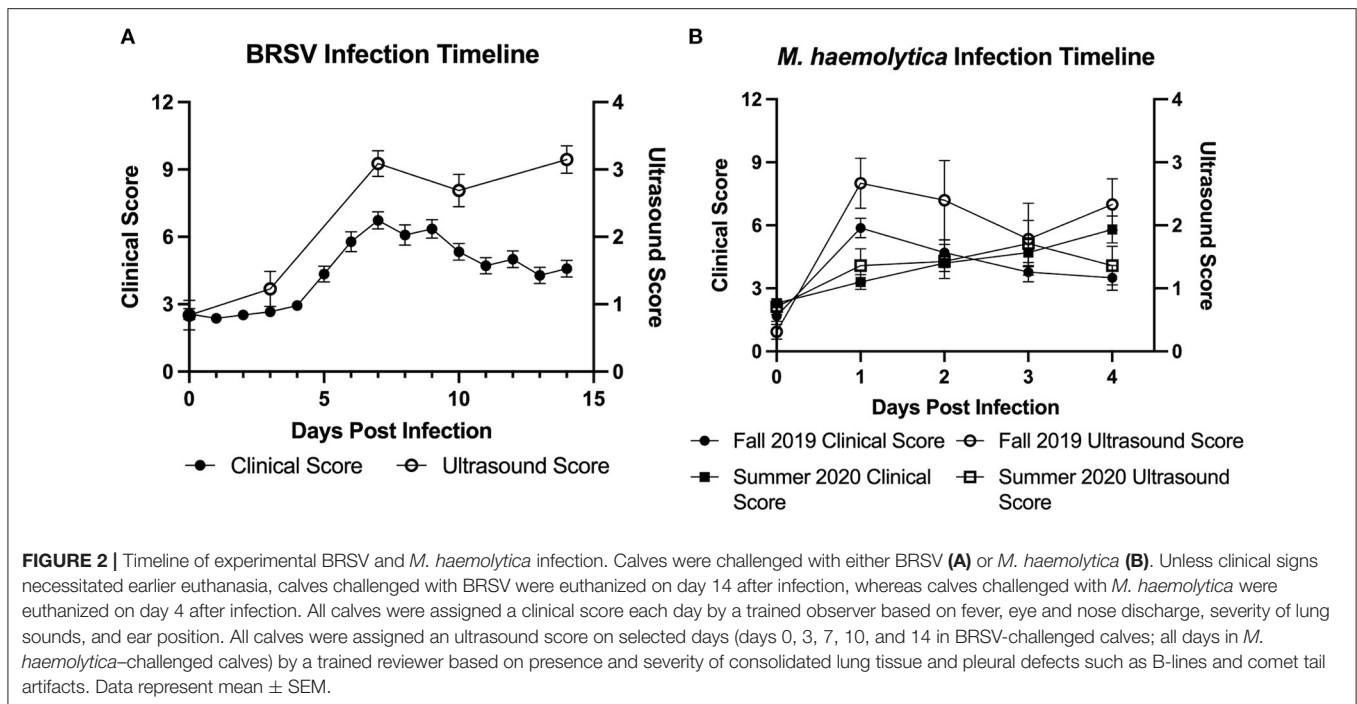 A
BRSV Infection Timeline
12
9
6
3
0
Clinical Score
4
3
2
1
0
Ultrasound Score
0
5
10
15
Days Post Infection
Clinical Score
Ultrasound Score
B
M. haemolytica Infection Timeline
12
9
6
3
0
Clinical Score
4
3
2
1
0
Ultrasound Score
0
1
2
3
4
Days Post Infection
Fall 2019 Clinical Score
Fall 2019 Ultrasound Score
Summer 2020 Clinical
Score
Summer 2020 Ultrasound
Score
FIGURE 2 | Timeline of experimental BRSV and M. haemolytica infection. Calves were challenged with either BRSV (A) or M. haemolytica (B). Unless clinical signs
necessitated earlier euthanasia, calves challenged with BRSV were euthanized on day 14 after infection, whereas calves challenged with M. haemolytica were
euthanized on day 4 after infection. All calves were assigned a clinical score each day by a trained observer based on fever, eye and nose discharge, severity of lung
sounds, and ear position. All calves were assigned an ultrasound score on selected days (days 0, 3, 7, 10, and 14 in BRSV-challenged calves; all days in M.
haemolytica–challenged calves) by a trained reviewer based on presence and severity of consolidated lung tissue and pleural defects such as B-lines and comet tail
artifacts. Data represent mean ± SEM.